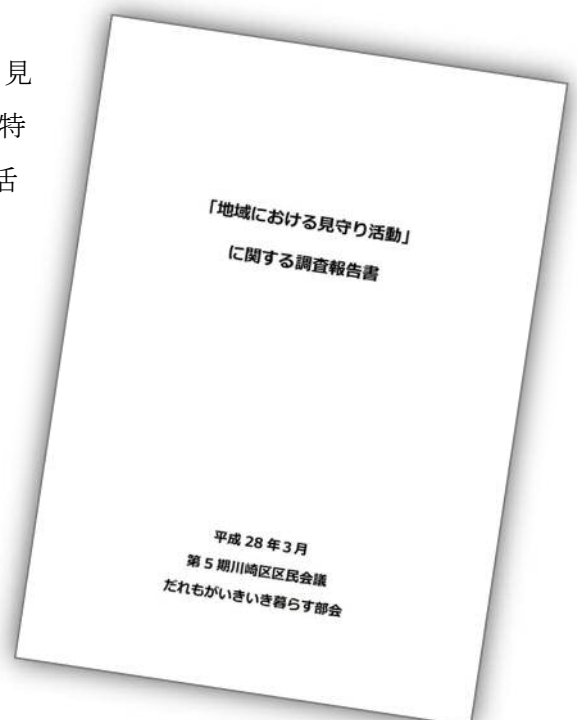 見
特
活
「地域における見守り活動」
に関する調査報告書
平成 28 年３月
第 5 期川崎区区民会議
だれもがいきいき暮らす部会